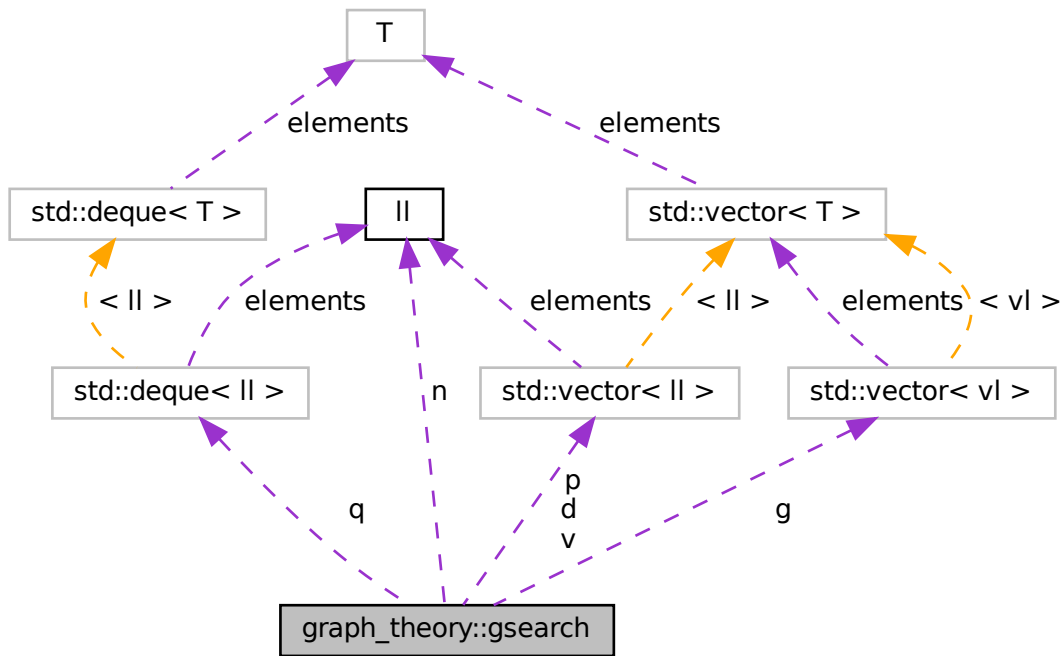 T
elements
elements
std::deque< T >
ll
std::vector< T >
< ll >
elements
elements
< ll >
elements
< vl >
std::deque< ll >
n
std::vector< ll >
std::vector< vl >
q
p
d
v
g
graph_theory::gsearch